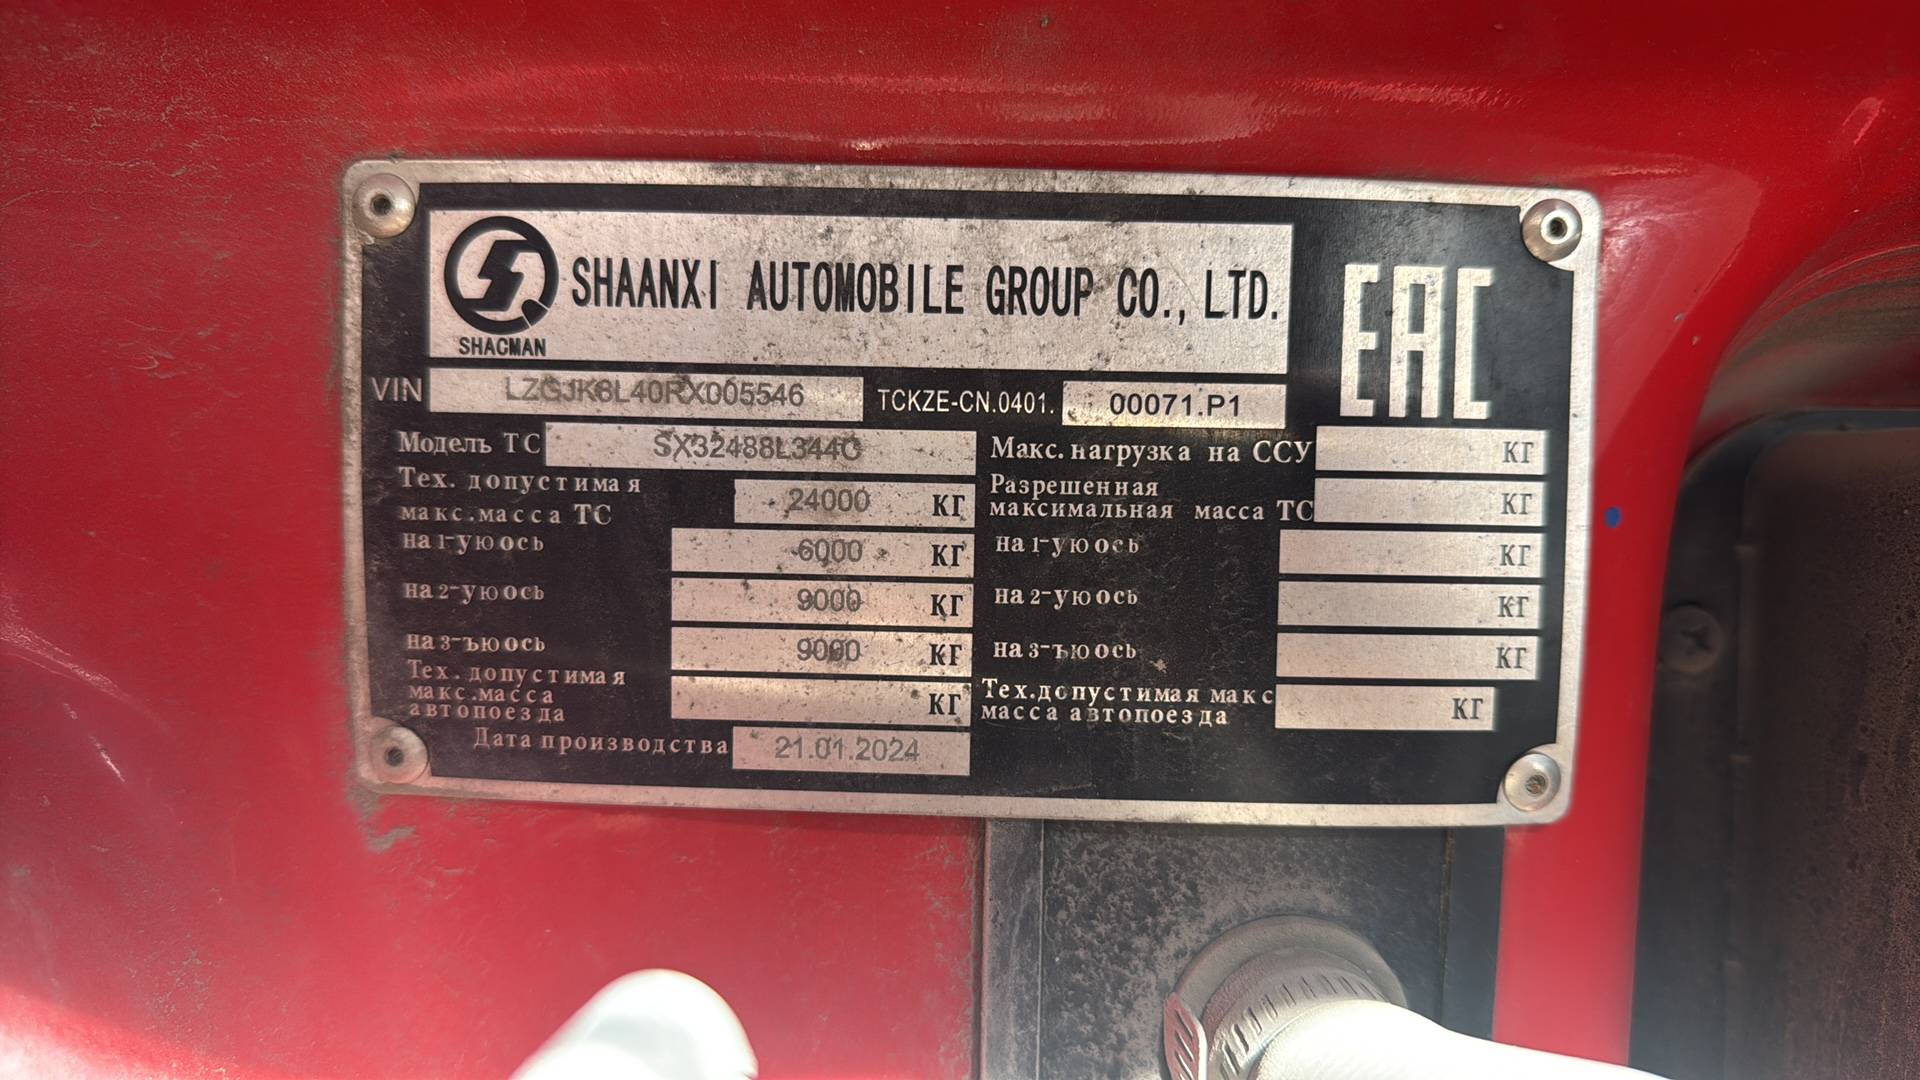 SHAANXI AUTOMOBILE GROUP CO., LTD.
SHACMAN
EAC
VIN LZGJK8L40RX005546 TCKZE-CN.0401. 00071.P1
Модель ТС SX32488L344C
Макс. нагрузка на ССУ КГ
Тех. допустимая
макс. масса ТС 24000 КГ
Разрешенная
максимальная масса ТС КГ
на 1-ую ось 6000 КГ
на 1-ую ось КГ
на 2-ую ось 9000 КГ
на 2-ую ось КГ
на 3-ъю ось 9000 КГ
на 3-ью ось КГ
Тех. допустимая
макс. масса
автопоезда КГ
Тех. допустимая макс
масса автопоезда КГ
Дата производства 21.01.2024